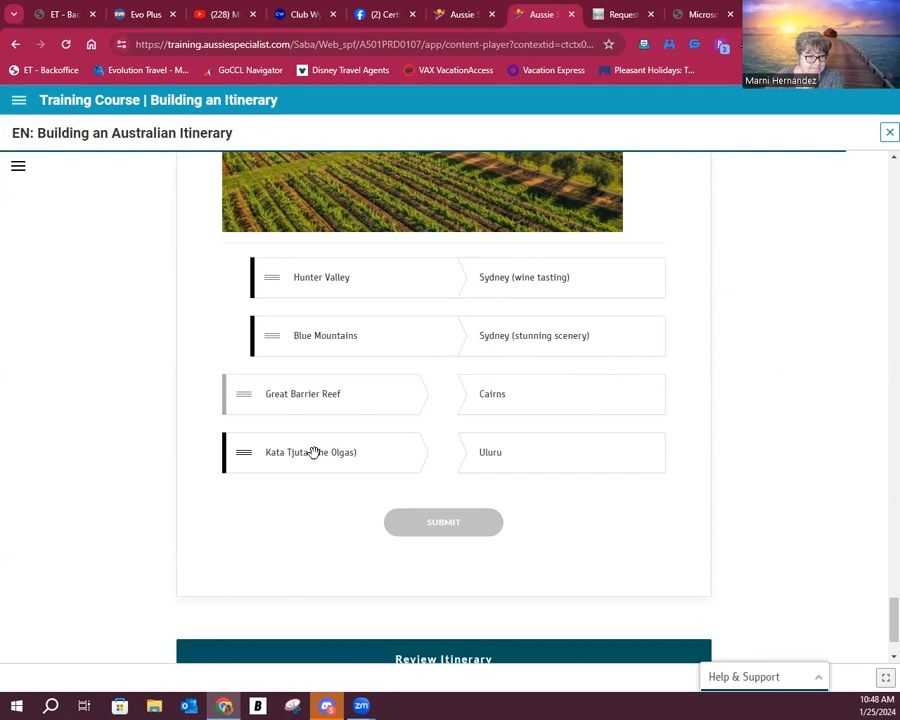 ET - Bac
Evo Plus
(228) M
Club W
(2) Cert
Aussie S
Aussie S
Request
Microso
https://training.aussiespecialist.com/Saba/Web_spf/A501PRD0107/app/content-player?contextid=ctctx0...
ET - Backoffice
Evolution Travel - M...
GoCCL Navigator
Disney Travel Agents
VAX VacationAccess
Vacation Express
Pleasant Holidays: T...
Marni Hernandez
Training Course | Building an Itinerary
EN: Building an Australian Itinerary
Hunter Valley
Sydney (wine tasting)
Blue Mountains
Sydney (stunning scenery)
Great Barrier Reef
Cairns
Kata Tjuta (The Olgas)
Uluru
SUBMIT
Review Itinerary
Help & Support
10:48 AM
1/25/2024